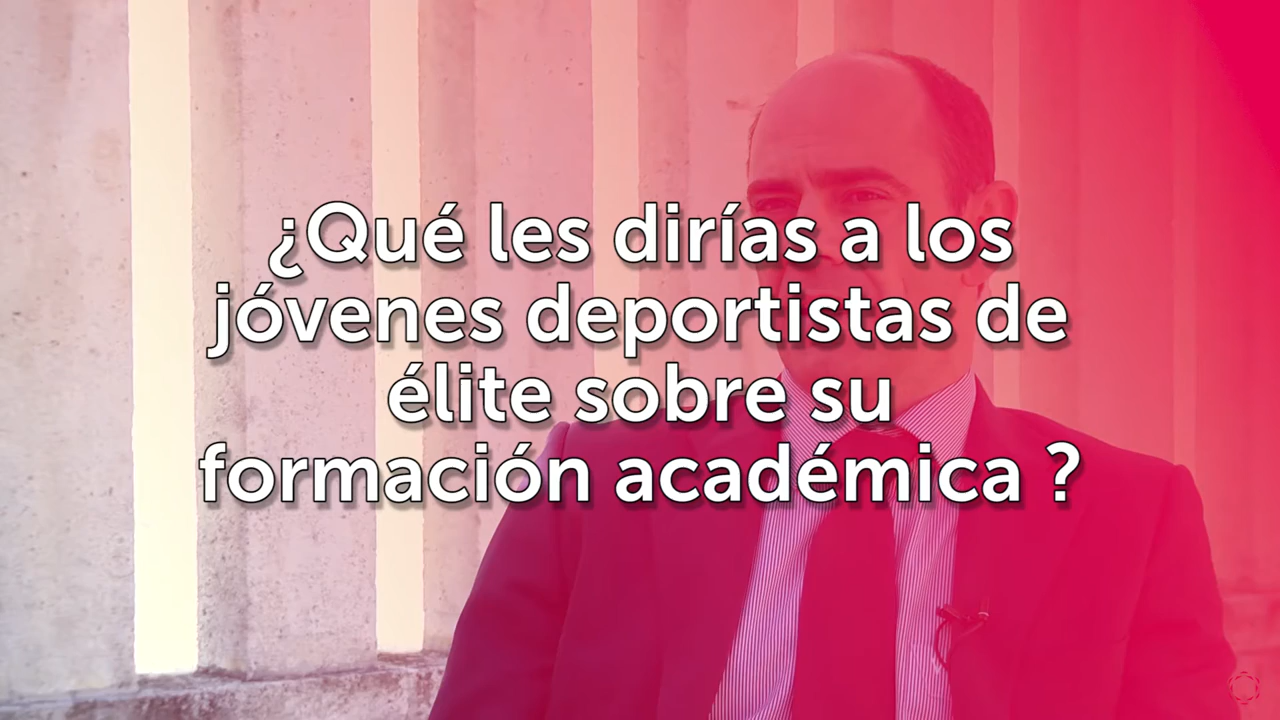 ¿Qué les dirías a los
jóvenes deportistas de
élite sobre su
formación académica ?